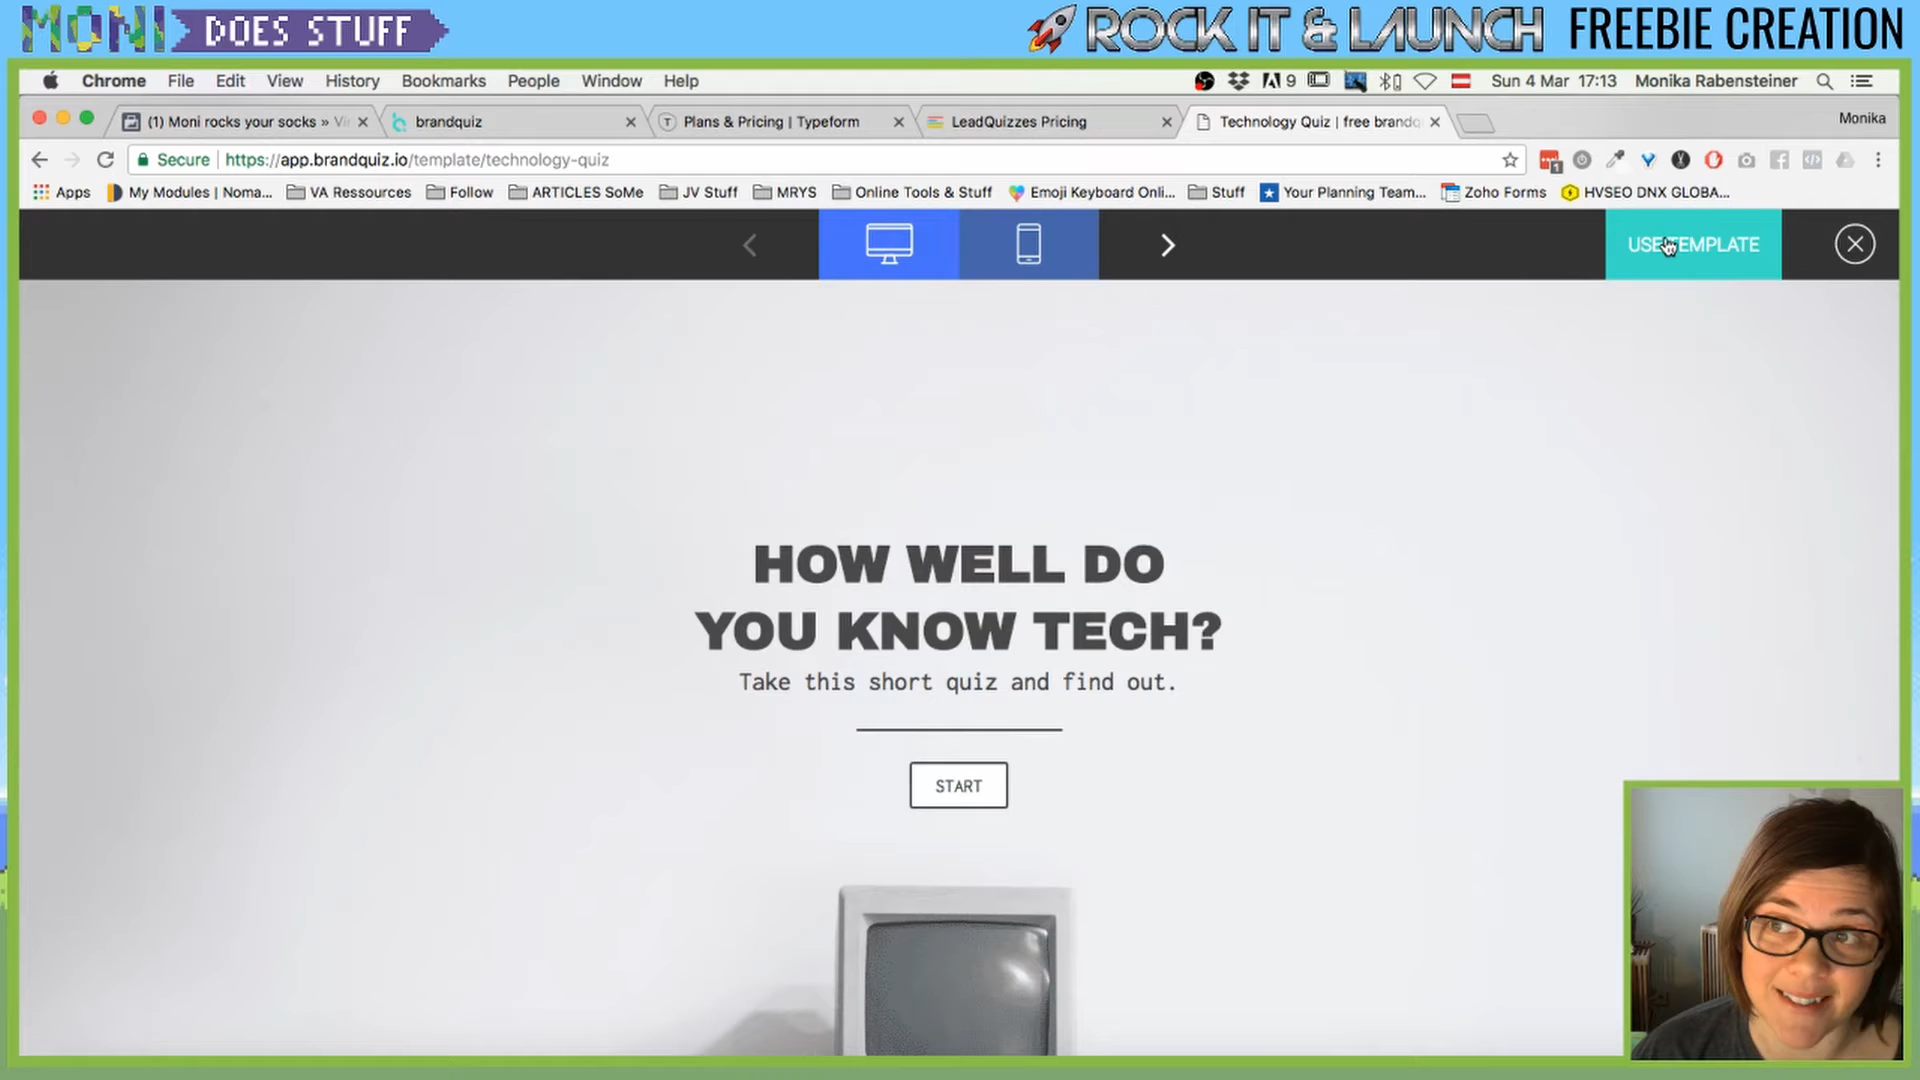 MONI DOES STUFF
ROCK IT & LAUNCH FREEBIE CREATION
Chrome File Edit View History Bookmarks People Window Help 9 Sun 4 Mar 17:13 Monika Rabensteiner
(1) Moni rocks your socks » Vi brandquiz Plans & Pricing | Typeform LeadQuizzes Pricing Technology Quiz | free brandq Monika
Secure https://app.brandquiz.io/template/technology-quiz 1
Apps My Modules | Noma... VA Ressources Follow ARTICLES SoMe JV Stuff MRYS Online Tools & Stuff Emoji Keyboard Onli... Stuff Your Planning Team... Zoho Forms HVSEO DNX GLOBA...
USE TEMPLATE
HOW WELL DO
YOU KNOW TECH?
Take this short quiz and find out.
START